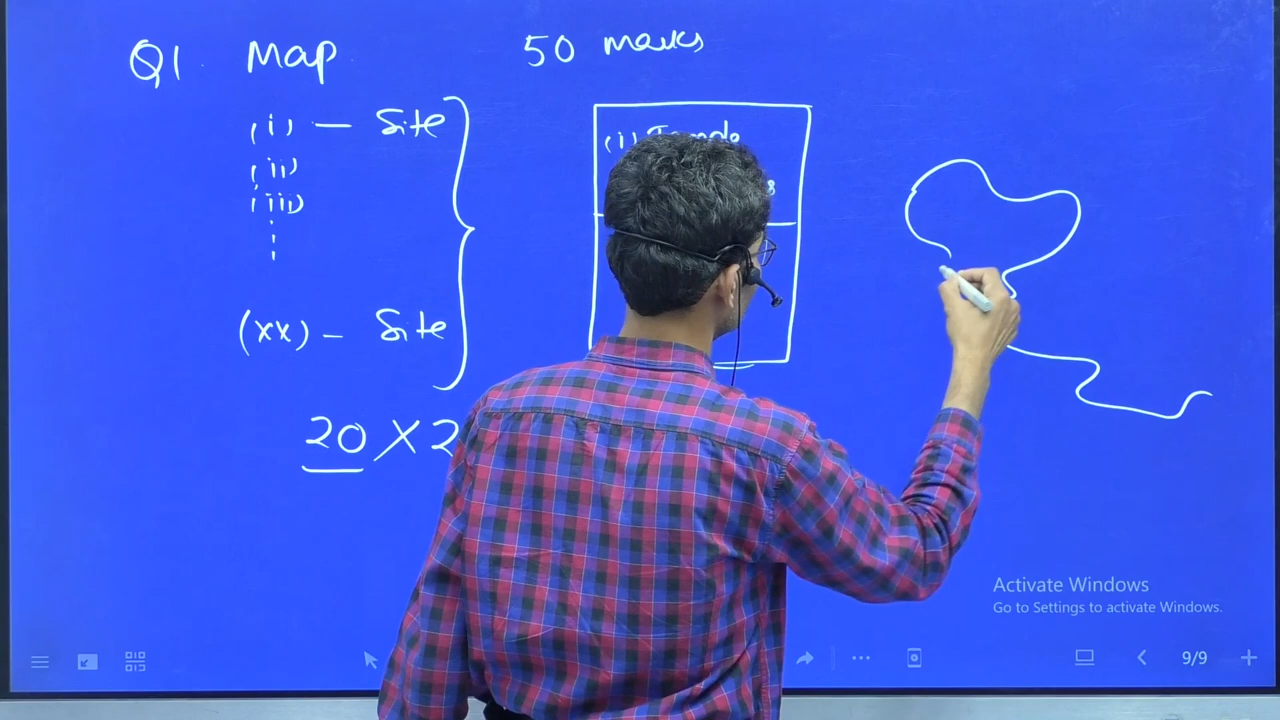 Q1. Map
50 marks
(i) — Site
(ii)
(iii)
(xx) – Site
20 X 2
(i) Temple
Activate Windows
Go to Settings to activate Windows.
9/9